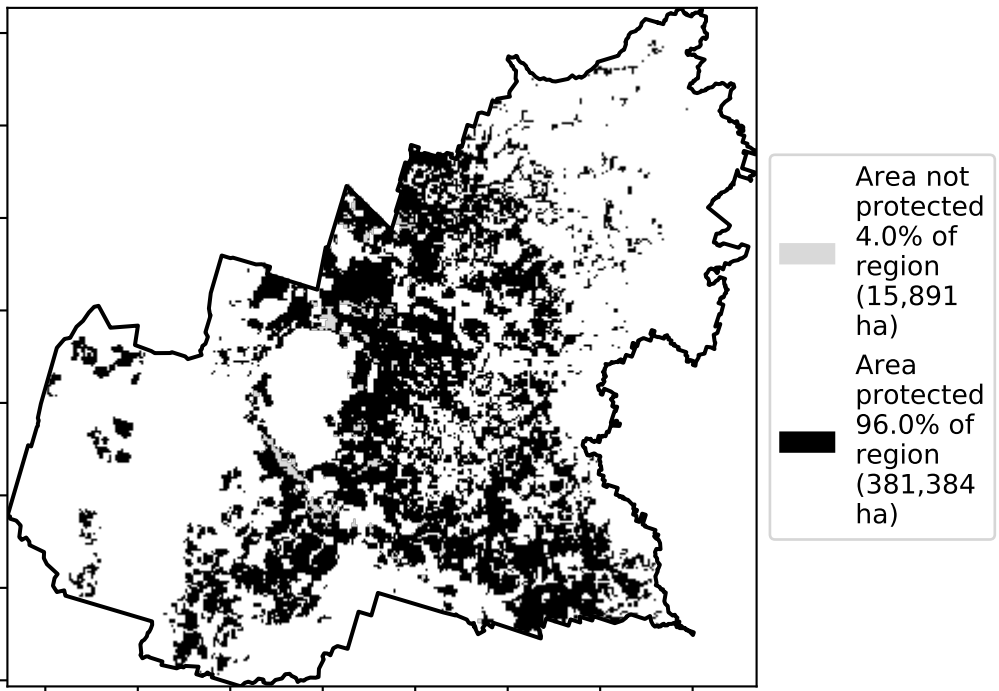 Area not
protected
4.0% of
region
(15,891
ha)
Area
protected
96.0% of
region
(381,384
ha)